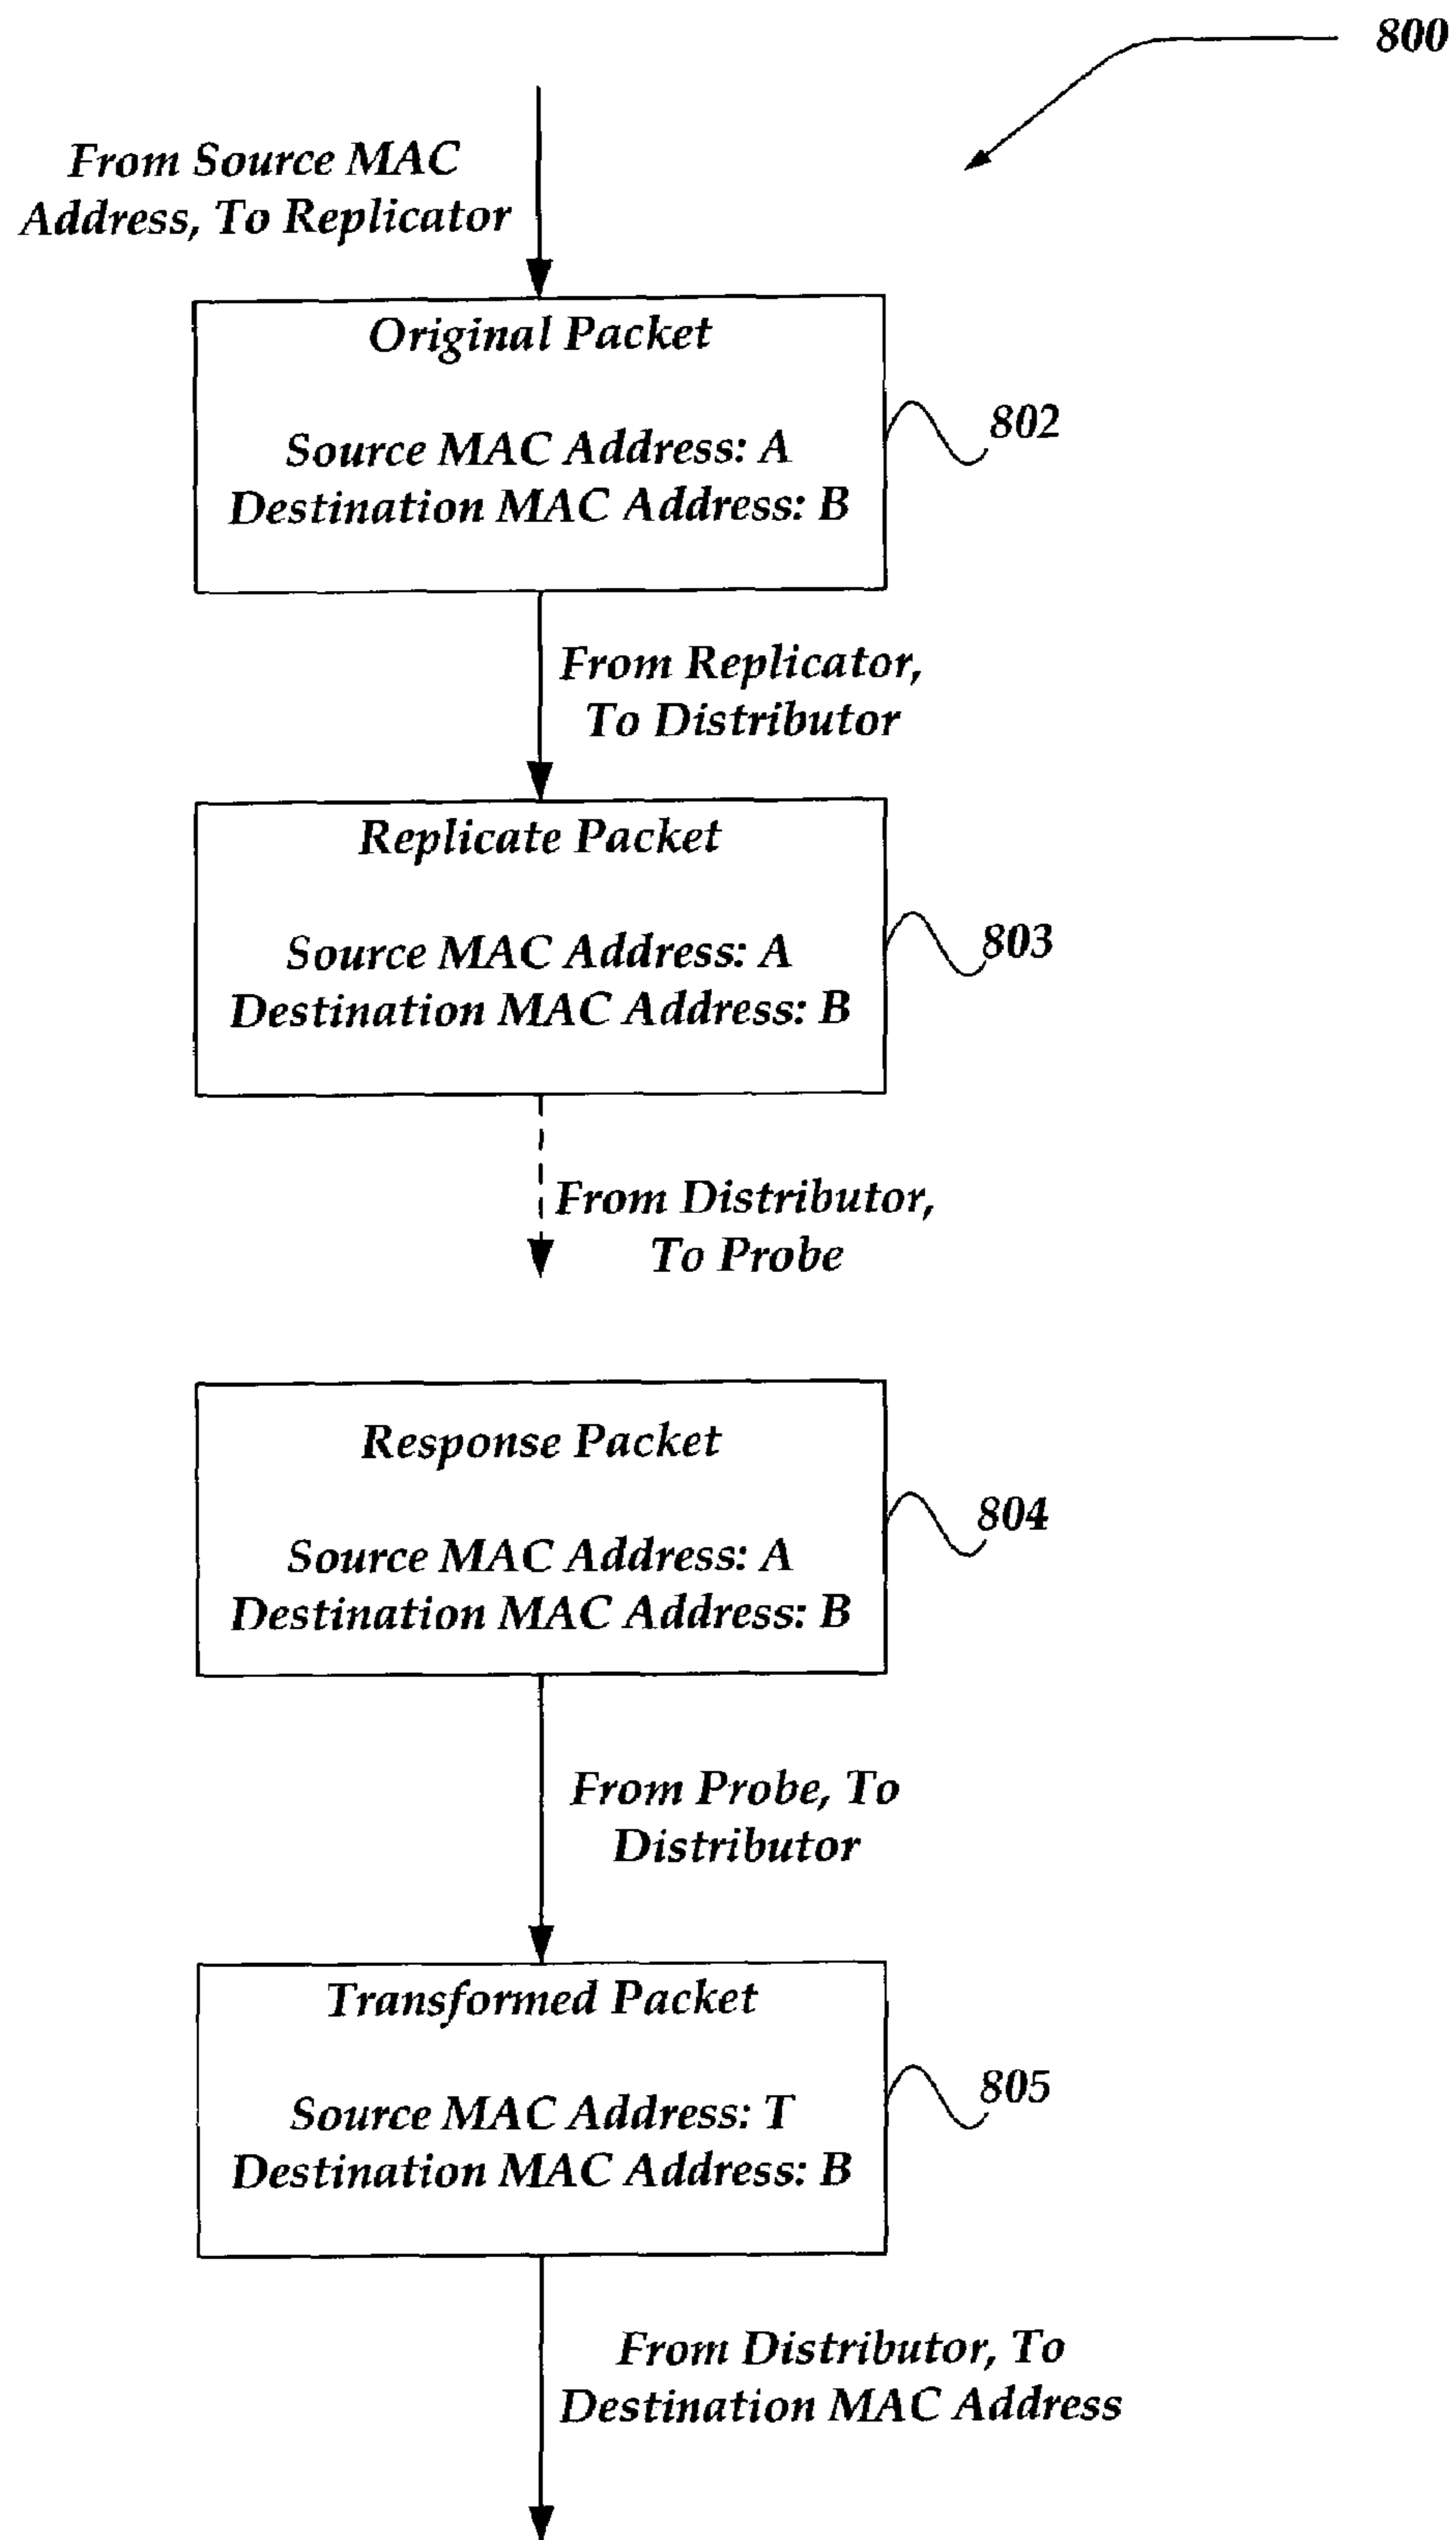 800
From Source MAC
Address, To Replicator
Original Packet
Source MAC Address: A
Destination MAC Address: B
802
From Replicator,
To Distributor
Replicate Packet
Source MAC Address: A
Destination MAC Address: B
803
From Distributor,
To Probe
Response Packet
Source MAC Address: A
Destination MAC Address: B
804
From Probe, To
Distributor
Transformed Packet
Source MAC Address: T
Destination MAC Address: B
805
From Distributor, To
Destination MAC Address